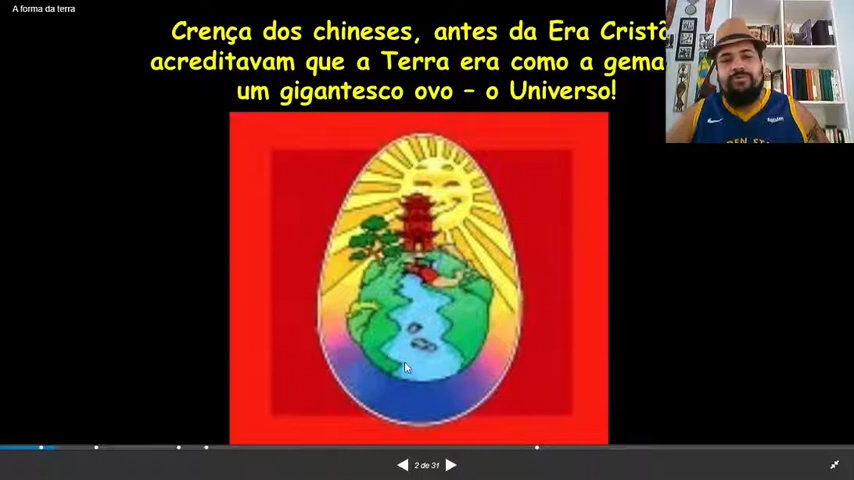 A forma da terra
Crença dos chineses, antes da Era Cristã
acreditavam que a Terra era como a gema
um gigantesco ovo – o Universo!
Rakuten
2 de 31